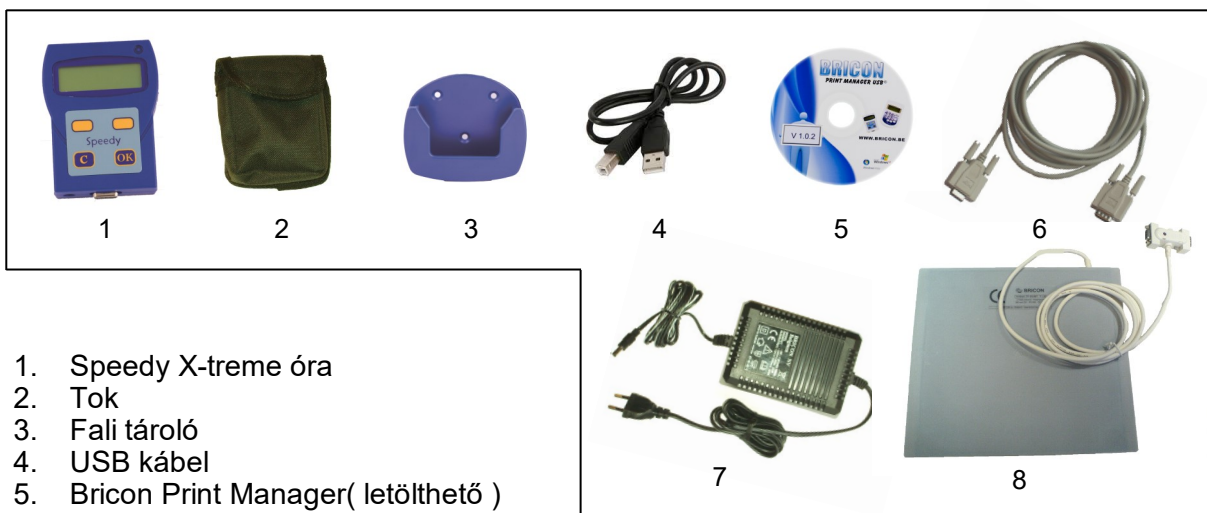 Speedy
C OK
BRICON
PRINT MANAGER USB
V 1.0.2
WWW.BRICON.BE
1 2 3 4 5 6
BRICON
7 8
1. Speedy X-treme óra
2. Tok
3. Fali tároló
4. USB kábel
5. Bricon Print Manager( letölthető )